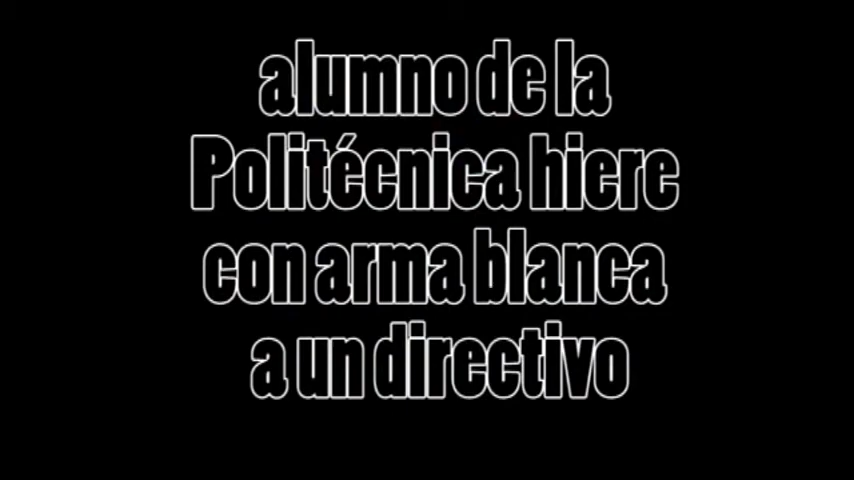 alumno de la
Politécnica hiere
con arma blanca
a un directivo